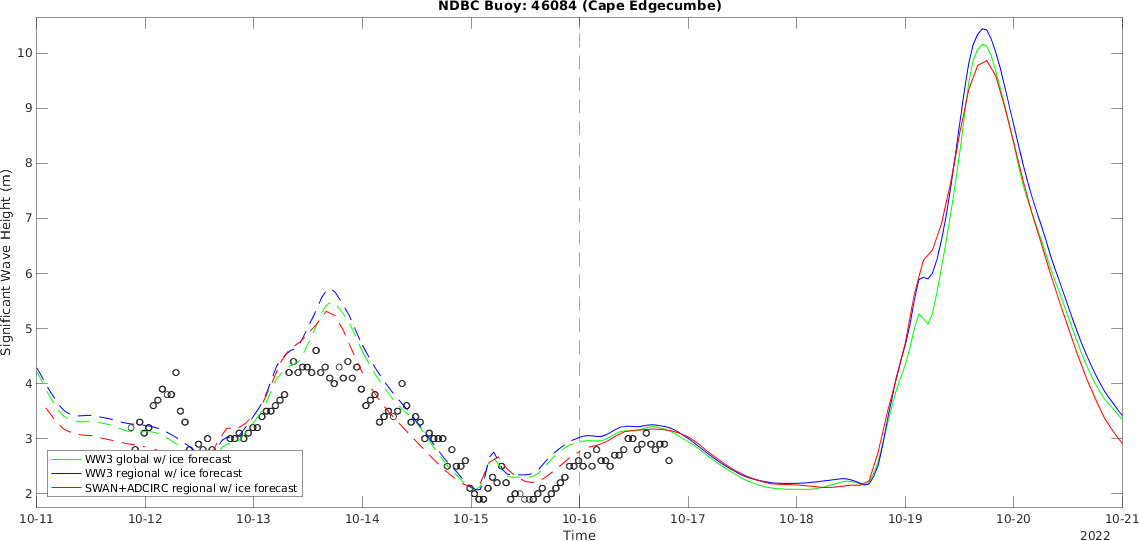 NDBC Buoy: 46084 (Cape Edgecumbe)
10
9
8
7
6
5
4
3
2
Significant Wave Height (m)
WW3 global w/ ice forecast
WW3 regional w/ ice forecast
SWAN+ADCIRC regional w/ ice forecast
10-11 10-12 10-13 10-14 10-15 10-16 10-17 10-18 10-19 10-20 10-21
Time
2022